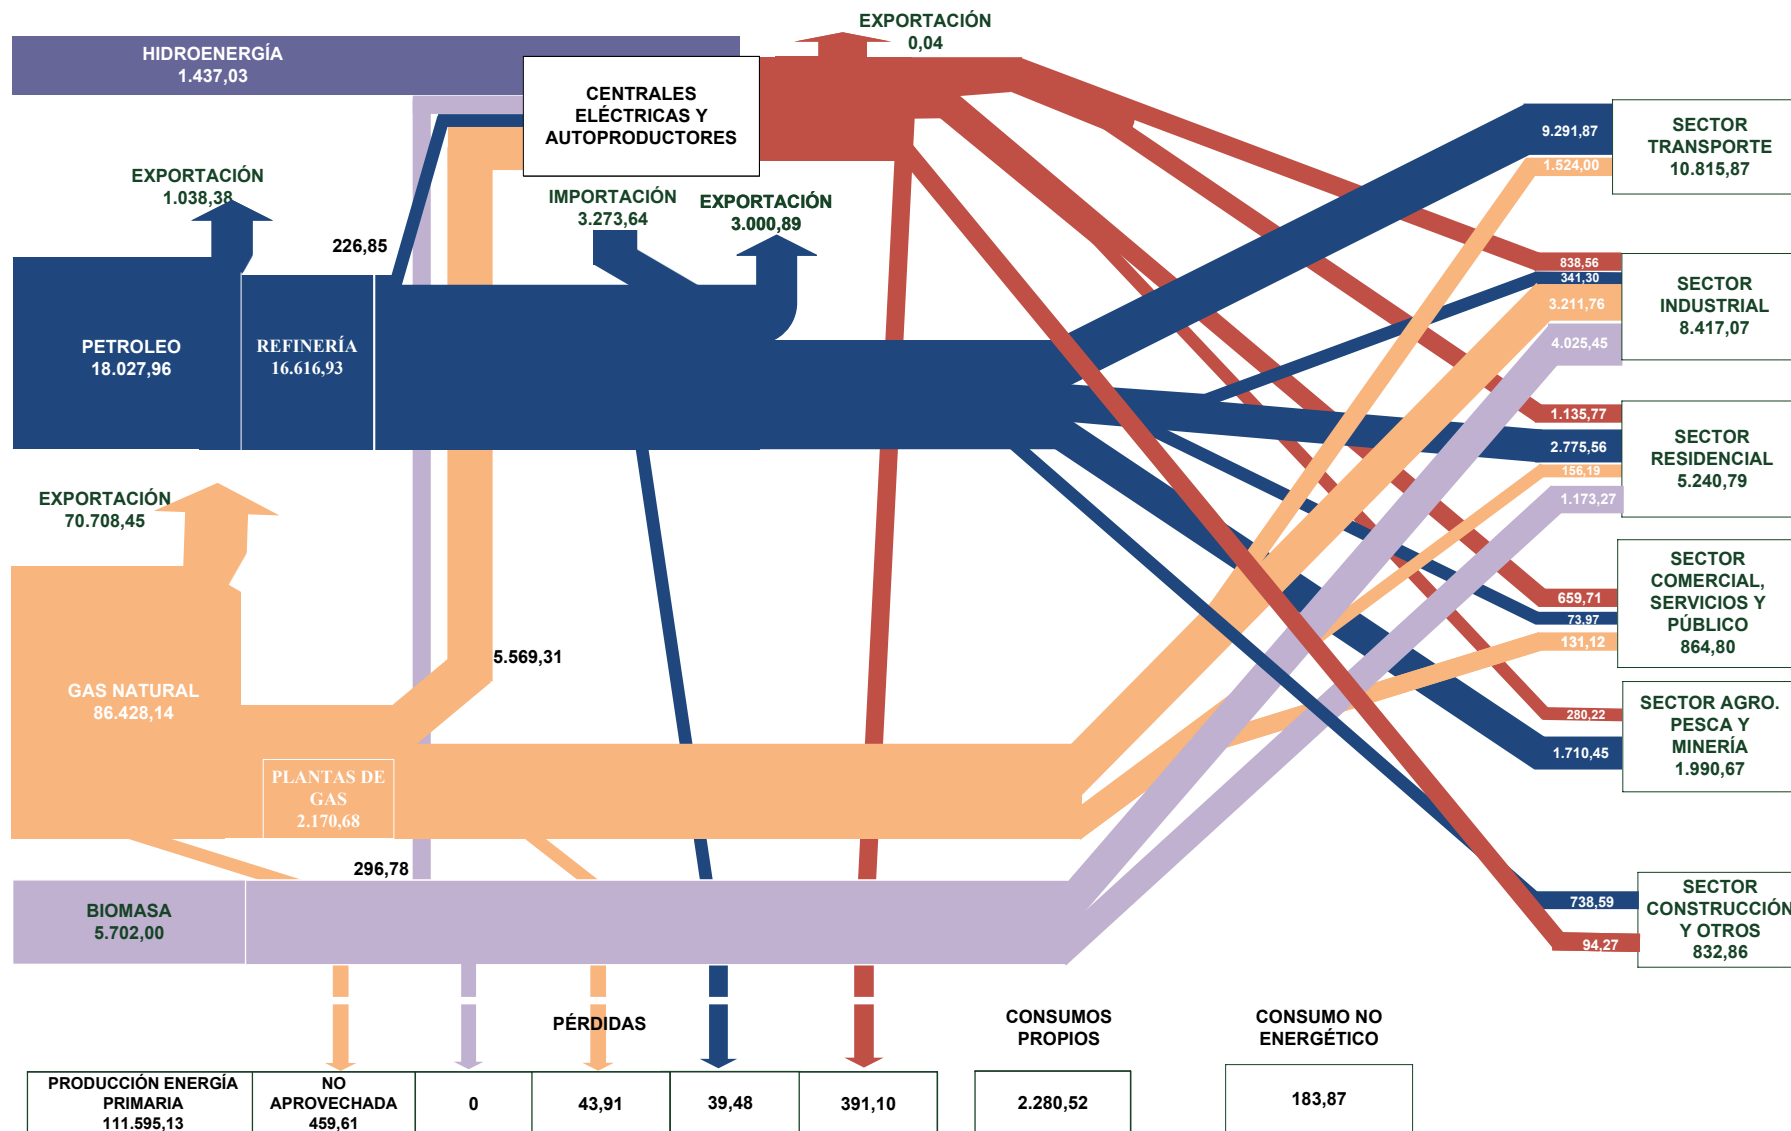 EXPORTACIÓN
0,04
HIDROENERGÍA
1.437,03
CENTRALES
ELÉCTRICAS Y
AUTOPRODUCTORES
EXPORTACIÓN
1.038,38
IMPORTACIÓN
3.273,64
EXPORTACIÓN
3.000,89
226,85
PETROLEO
18.027,96
REFINERÍA
16.616,93
EXPORTACIÓN
70.708,45
5.569,31
GAS NATURAL
86.428,14
PLANTAS DE
GAS
2.170,68
296,78
BIOMASA
5.702,00
9.291,87
1.524,00
SECTOR
TRANSPORTE
10.815,87
838,56
341,30
3.211,76
4.025,45
SECTOR
INDUSTRIAL
8.417,07
1.135,77
2.775,56
156,19
1.173,27
SECTOR
RESIDENCIAL
5.240,79
659,71
73,97
131,12
SECTOR
COMERCIAL,
SERVICIOS Y
PÚBLICO
864,80
280,22
1.710,45
SECTOR AGRO.
PESCA Y
MINERÍA
1.990,67
738,59
94,27
SECTOR
CONSTRUCCIÓN
Y OTROS
832,86
PÉRDIDAS
CONSUMOS
PROPIOS
CONSUMO NO
ENERGÉTICO
PRODUCCIÓN ENERGÍA
PRIMARIA
111.595,13
NO
APROVECHADA
459,61
0
43,91
39,48
391,10
2.280,52
183,87